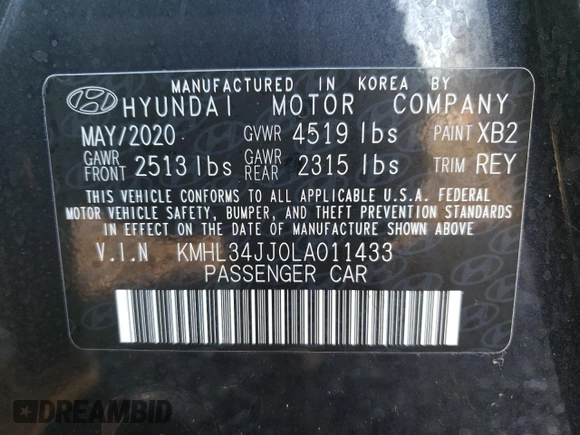 MANUFACTURED IN KOREA BY
HYUNDAI MOTOR COMPANY
MAY/2020 GVWR 4519 lbs PAINT XB2
GAWR FRONT 2513 lbs GAWR REAR 2315 lbs TRIM REY
THIS VEHICLE CONFORMS TO ALL APPLICABLE U.S.A. FEDERAL
MOTOR VEHICLE SAFETY, BUMPER, AND THEFT PREVENTION STANDARDS
IN EFFECT ON THE DATE OF MANUFACTURE SHOWN ABOVE
V.I.N KMHL34JJ0LA011433
PASSENGER CAR
DREAMBID